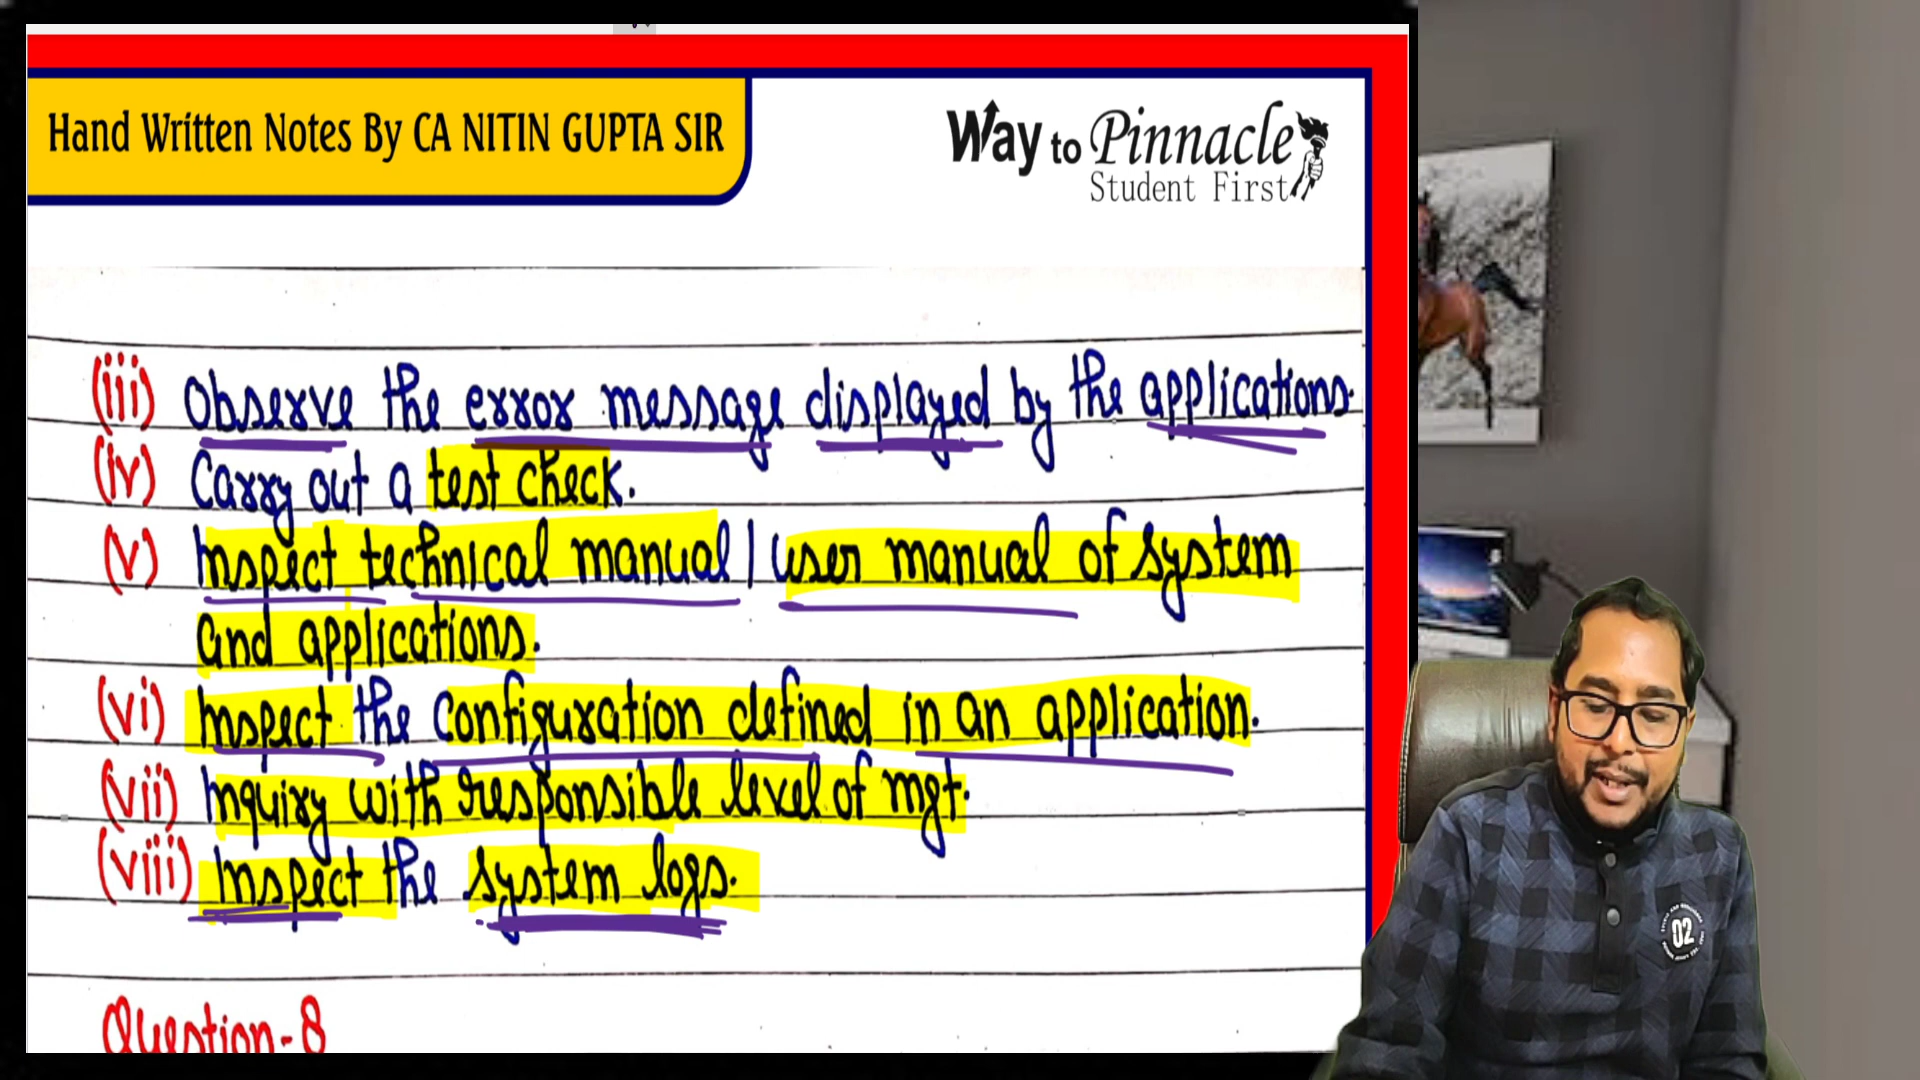 Hand Written Notes By CA NITIN GUPTA SIR
Way to Pinnacle
Student First
(iii) Observe the error message displayed by the applications.
(iv) Carry out a test check.
(v) Inspect technical manual | user manual of system
and applications.
(vi) Inspect the configuration defined in an application.
(vii) Inquiry with responsible level of mgt.
(viii) Inspect the system logs.
Question-8
02